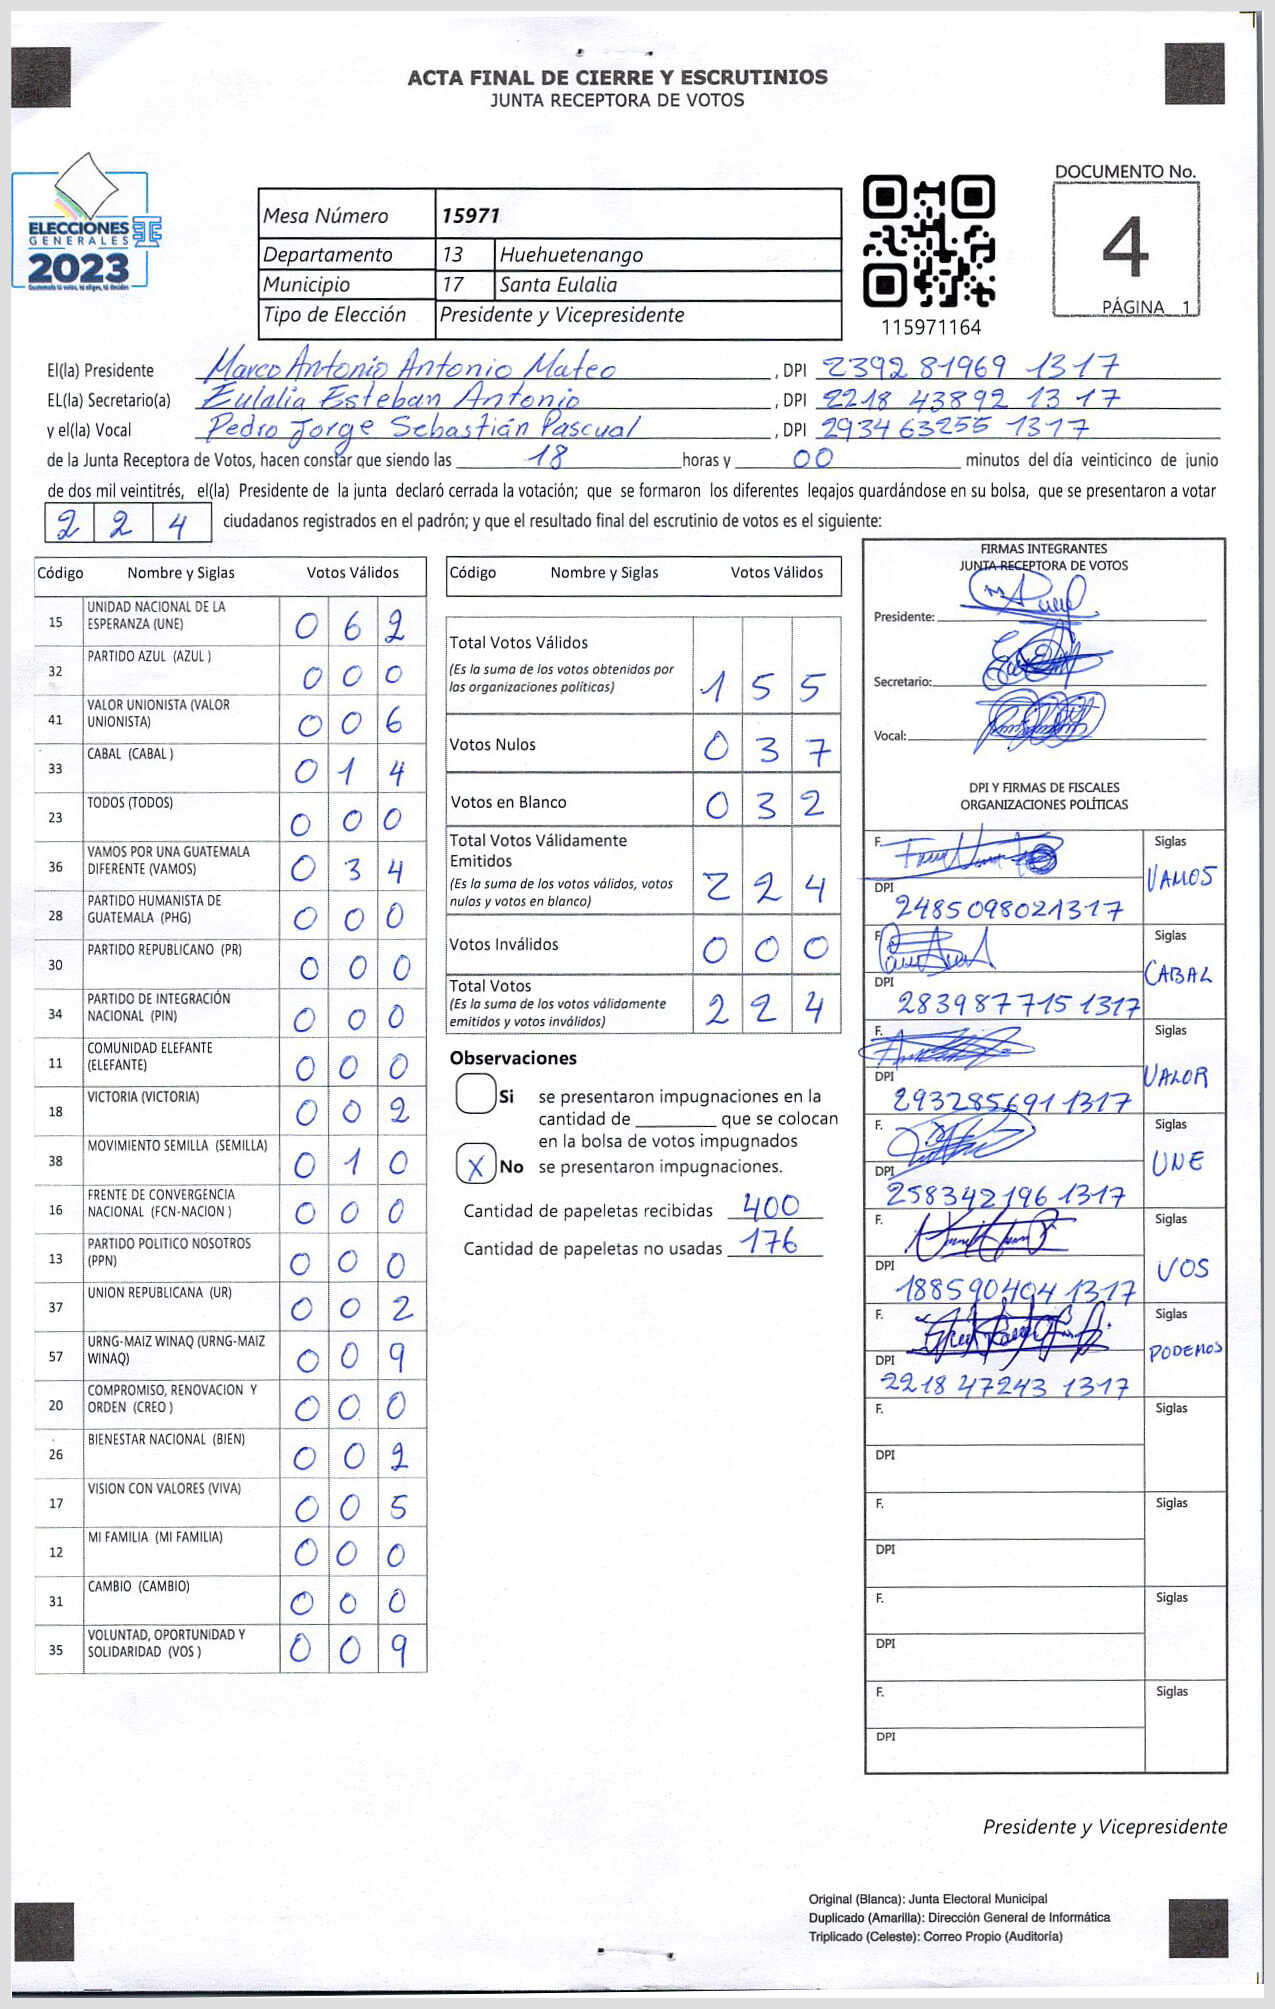 ACTA FINAL DE CIERRE Y ESCRUTINIOS
JUNTA RECEPTORA DE VOTOS
ELECCIONES
GENERALES
2023
Mesa Número 15971
Departamento 13 Huehuetenango
Municipio 17 Santa Eulalia
Tipo de Elección Presidente y Vicepresidente
115971164
DOCUMENTO No.
4
PÁGINA 1
El(la) Presidente Marco Antonio Antonio Mateo, DPI 2392 81969 1317
EL(la) Secretario(a) Eulalia Esteban Antonio, DPI 2218 43892 13 17
y el(la) Vocal Pedro Jorge Sebastián Pascual, DPI 2934 63255 1317
de la Junta Receptora de Votos, hacen constar que siendo las 18 horas y 00 minutos del día veinticinco de junio
de dos mil veintitrés, el(la) Presidente de la junta declaró cerrada la votación; que se formaron los diferentes legajos guardándose en su bolsa, que se presentaron a votar
2 2 4 ciudadanos registrados en el padrón; y que el resultado final del escrutinio de votos es el siguiente:
Código Nombre y Siglas Votos Válidos
15 UNIDAD NACIONAL DE LA ESPERANZA (UNE) 0 6 2
32 PARTIDO AZUL (AZUL ) 0 0 0
41 VALOR UNIONISTA (VALOR UNIONISTA) 0 0 6
33 CABAL (CABAL ) 0 1 4
23 TODOS (TODOS) 0 0 0
36 VAMOS POR UNA GUATEMALA DIFERENTE (VAMOS) 0 3 4
28 PARTIDO HUMANISTA DE GUATEMALA (PHG) 0 0 0
30 PARTIDO REPUBLICANO (PR) 0 0 0
34 PARTIDO DE INTEGRACIÓN NACIONAL (PIN) 0 0 0
11 COMUNIDAD ELEFANTE (ELEFANTE) 0 0 0
18 VICTORIA (VICTORIA) 0 0 2
38 MOVIMIENTO SEMILLA (SEMILLA) 0 1 0
16 FRENTE DE CONVERGENCIA NACIONAL (FCN-NACION ) 0 0 0
13 PARTIDO POLITICO NOSOTROS (PPN) 0 0 0
37 UNION REPUBLICANA (UR) 0 0 2
57 URNG-MAIZ WINAQ (URNG-MAIZ WINAQ) 0 0 9
20 COMPROMISO, RENOVACION Y ORDEN (CREO ) 0 0 0
26 BIENESTAR NACIONAL (BIEN) 0 0 2
17 VISION CON VALORES (VIVA) 0 0 5
12 MI FAMILIA (MI FAMILIA) 0 0 0
31 CAMBIO (CAMBIO) 0 0 0
35 VOLUNTAD, OPORTUNIDAD Y SOLIDARIDAD (VOS ) 0 0 9
Código Nombre y Siglas Votos Válidos
Total Votos Válidos
(Es la suma de los votos obtenidos por
las organizaciones políticas) 1 5 5
Votos Nulos 0 3 7
Votos en Blanco 0 3 2
Total Votos Válidamente
Emitidos
(Es la suma de los votos válidos, votos
nulos y votos en blanco) 2 2 4
Votos Inválidos 0 0 0
Total Votos
(Es la suma de los votos válidamente
emitidos y votos inválidos) 2 2 4
Observaciones
Si se presentaron impugnaciones en la
cantidad de ________ que se colocan
en la bolsa de votos impugnados
X No se presentaron impugnaciones.
Cantidad de papeletas recibidas 400
Cantidad de papeletas no usadas 176
FIRMAS INTEGRANTES
JUNTA RECEPTORA DE VOTOS
Presidente:
Secretario:
Vocal:
DPI Y FIRMAS DE FISCALES
ORGANIZACIONES POLÍTICAS
F. Siglas VAMOS
DPI 2485098021317
F. Siglas CABAL
DPI 283987715 1317
F. Siglas VALOR
DPI 293285691 1317
F. Siglas UNE
DPI 258342196 1317
F. Siglas VOS
DPI 188590404 1317
F. Siglas PODEMOS
DPI 2218 47243 1317
F. Siglas
DPI
F. Siglas
DPI
F. Siglas
DPI
F. Siglas
DPI
Presidente y Vicepresidente
Original (Blanca): Junta Electoral Municipal
Duplicado (Amarilla): Dirección General de Informática
Triplicado (Celeste): Correo Propio (Auditoría)